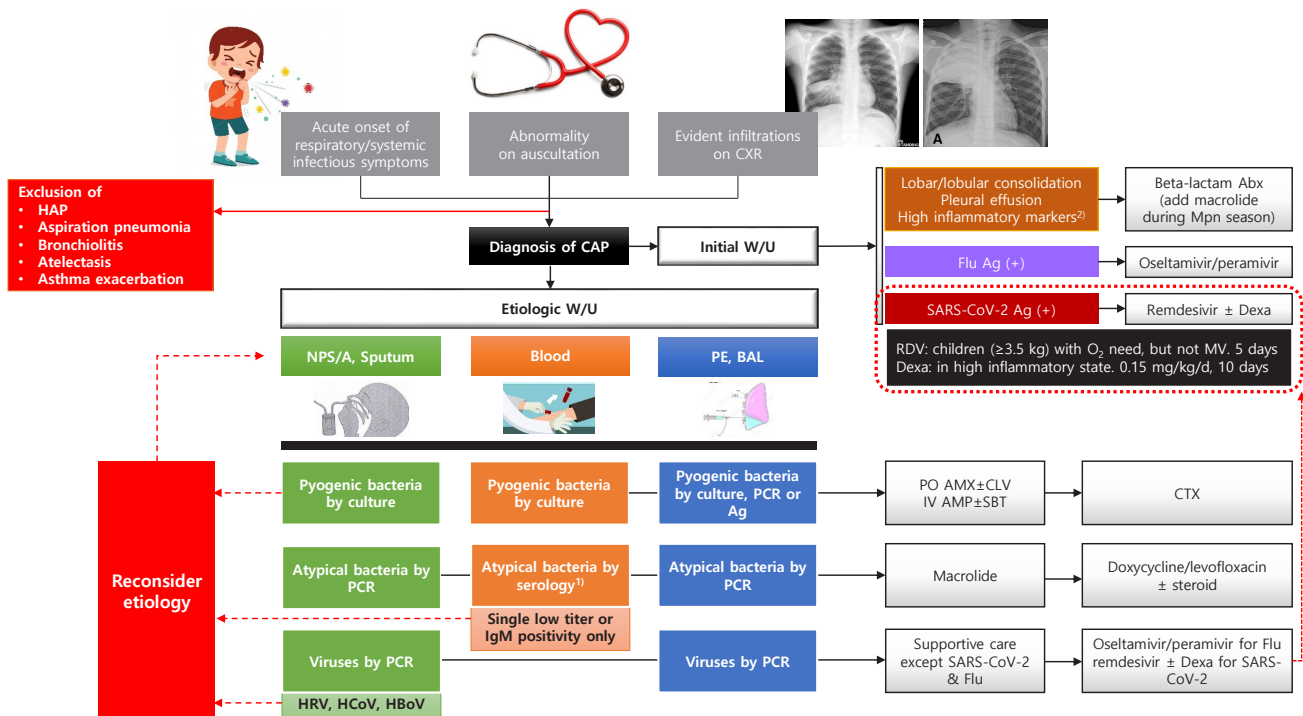 STANDING
A
Acute onset of
respiratory/systemic
infectious symptoms
Abnormality
on auscultation
Evident infiltrations
on CXR
Exclusion of
• HAP
• Aspiration pneumonia
• Bronchiolitis
• Atelectasis
• Asthma exacerbation
Diagnosis of CAP
Initial W/U
Lobar/lobular consolidation
Pleural effusion
High inflammatory markers2)
Beta-lactam Abx
(add macrolide
during Mpn season)
Flu Ag (+)
Oseltamivir/peramivir
SARS-CoV-2 Ag (+)
Remdesivir ± Dexa
RDV: children (≥3.5 kg) with O2 need, but not MV. 5 days
Dexa: in high inflammatory state. 0.15 mg/kg/d, 10 days
Etiologic W/U
NPS/A, Sputum
Blood
PE, BAL
Pyogenic bacteria
by culture
Pyogenic bacteria
by culture
Pyogenic bacteria
by culture, PCR or
Ag
PO AMX±CLV
IV AMP±SBT
CTX
Reconsider
etiology
Atypical bacteria by
PCR
Atypical bacteria by
serology1)
Atypical bacteria by
PCR
Macrolide
Doxycycline/levofloxacin
± steroid
Single low titer or
IgM positivity only
Viruses by PCR
Viruses by PCR
Supportive care
except SARS-CoV-2
& Flu
Oseltamivir/peramivir for Flu
remdesivir ± Dexa for SARS-
CoV-2
HRV, HCoV, HBoV